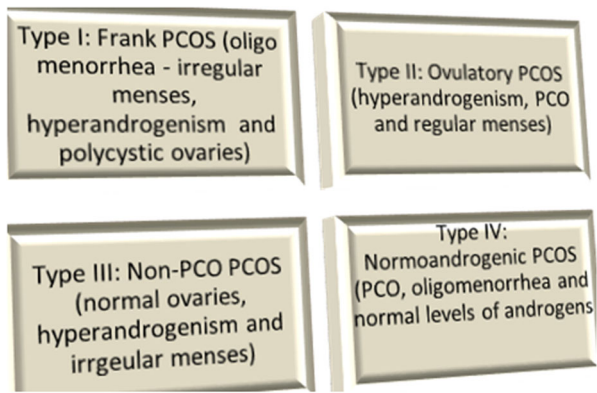 Type I: Frank PCOS (oligo
menorrhea - irregular
menses,
hyperandrogenism and
polycystic ovaries)
Type II: Ovulatory PCOS
(hyperandrogenism, PCO
and regular menses)
Type III: Non-PCO PCOS
(normal ovaries,
hyperandrogenism and
irrgeular menses)
Type IV:
Normoandrogenic PCOS
(PCO, oligomenorrhea and
normal levels of androgens